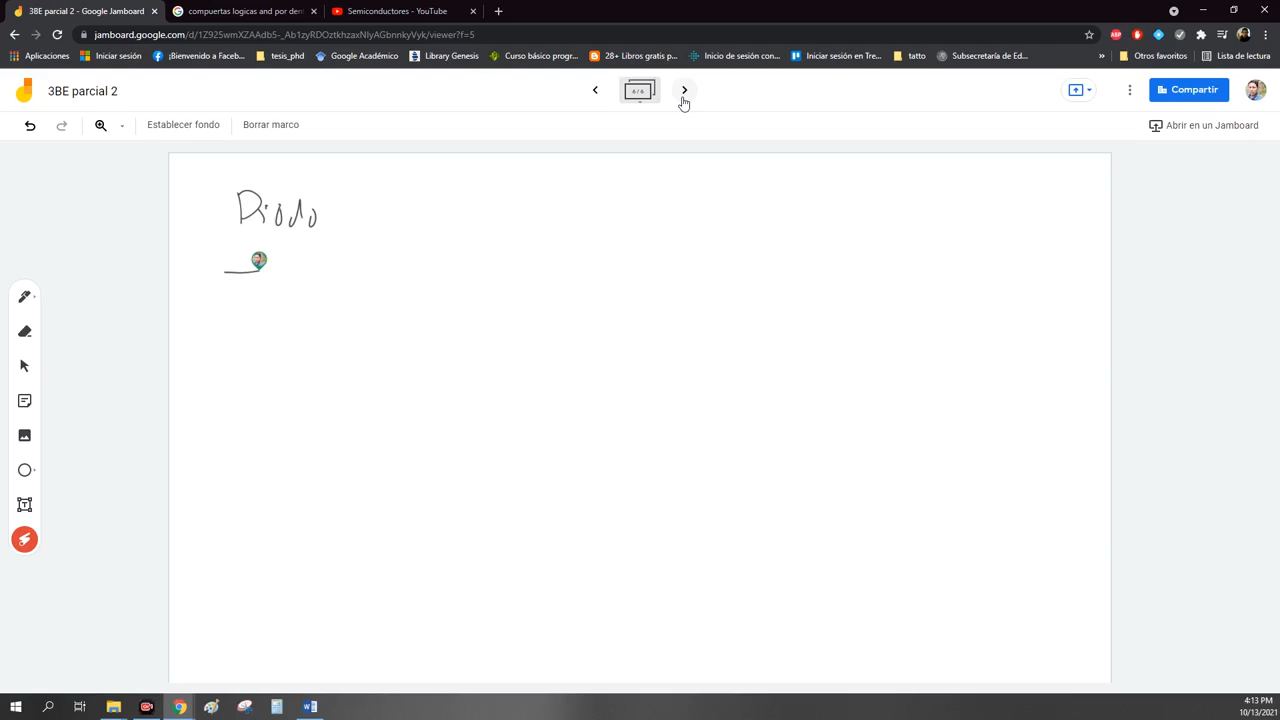 3BE parcial 2 - Google Jamboard
compuertas logicas and por dent
Semiconductores - YouTube
jamboard.google.com/d/1Z925wmXZAAdb5-_Ab1zyRDOztkhzaxNlyAGbnnkyVyk/viewer?f=5
Aplicaciones
Iniciar sesión
¡Bienvenido a Faceb...
tesis_phd
Google Académico
Library Genesis
Curso básico progr...
28+ Libros gratis p...
Inicio de sesión con...
Iniciar sesión en Tre...
tatto
Subsecretaría de Ed...
»
Otros favoritos
Lista de lectura
3BE parcial 2
6 / 6
Compartir
Establecer fondo
Borrar marco
Abrir en un Jamboard
Diodo
4:13 PM
10/13/2021